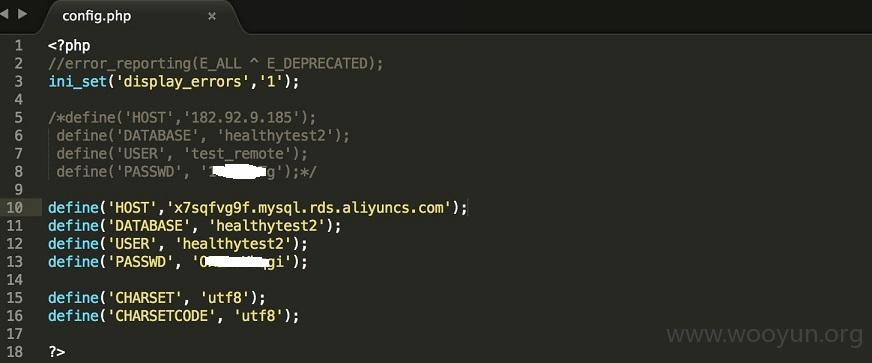 config.php ×
1 <?php
2 //error_reporting(E_ALL ^ E_DEPRECATED);
3 ini_set('display_errors','1');
4
5 /*define('HOST','182.92.9.185');
6 define('DATABASE', 'healthytest2');
7 define('USER', 'test_remote');
8 define('PASSWD', 'g');*/
9
10 define('HOST','x7sqfvg9f.mysql.rds.aliyuncs.com');
11 define('DATABASE', 'healthytest2');
12 define('USER', 'healthytest2');
13 define('PASSWD', 'gi');
14
15 define('CHARSET', 'utf8');
16 define('CHARSETCODE', 'utf8');
17
18 ?>
www.wooyun.org